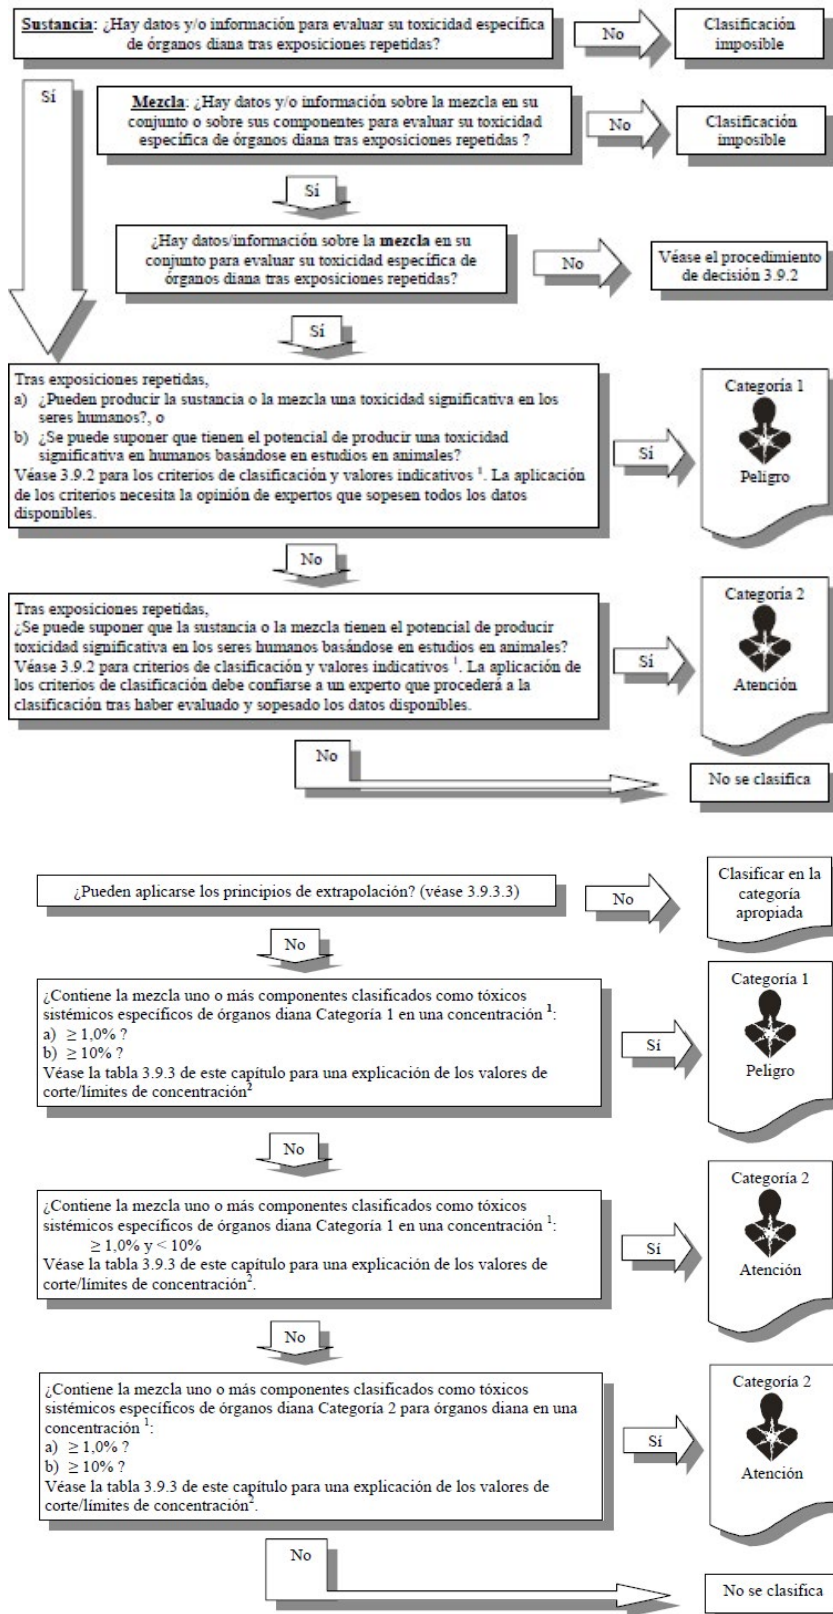 Sustancia: ¿Hay datos y/o información para evaluar su toxicidad específica
de órganos diana tras exposiciones repetidas?
No
Clasificación
imposible
Sí
Mezcla: ¿Hay datos y/o información sobre la mezcla en su
conjunto o sobre sus componentes para evaluar su toxicidad
específica de órganos diana tras exposiciones repetidas ?
No
Clasificación
imposible
Sí
¿Hay datos/información sobre la mezcla en su
conjunto para evaluar su toxicidad específica de
órganos diana tras exposiciones repetidas?
No
Véase el procedimiento
de decisión 3.9.2
Sí
Tras exposiciones repetidas,
a) ¿Pueden producir la sustancia o la mezcla una toxicidad significativa en los
seres humanos?, o
b) ¿Se puede suponer que tienen el potencial de producir una toxicidad
significativa en humanos basándose en estudios en animales?
Véase 3.9.2 para los criterios de clasificación y valores indicativos ¹. La aplicación
de los criterios necesita la opinión de expertos que sopesen todos los datos
disponibles.
Sí
Categoría 1
Peligro
No
Tras exposiciones repetidas,
¿Se puede suponer que la sustancia o la mezcla tienen el potencial de producir
toxicidad significativa en los seres humanos basándose en estudios en animales?
Véase 3.9.2 para criterios de clasificación y valores indicativos ¹. La aplicación de
los criterios de clasificación debe confiarse a un experto que procederá a la
clasificación tras haber evaluado y sopesado los datos disponibles.
Sí
Categoría 2
Atención
No
No se clasifica
¿Pueden aplicarse los principios de extrapolación? (véase 3.9.3.3)
No
Clasificar en la
categoría
apropiada
No
¿Contiene la mezcla uno o más componentes clasificados como tóxicos
sistémicos específicos de órganos diana Categoría 1 en una concentración ¹:
a) ≥ 1,0% ?
b) ≥ 10% ?
Véase la tabla 3.9.3 de este capítulo para una explicación de los valores de
corte/límites de concentración²
Sí
Categoría 1
Peligro
No
¿Contiene la mezcla uno o más componentes clasificados como tóxicos
sistémicos específicos de órganos diana Categoría 1 en una concentración ¹:
≥ 1,0% y < 10%
Véase la tabla 3.9.3 de este capítulo para una explicación de los valores de
corte/límites de concentración².
Sí
Categoría 2
Atención
No
¿Contiene la mezcla uno o más componentes clasificados como tóxicos
sistémicos específicos de órganos diana Categoría 2 para órganos diana en una
concentración ¹:
a) ≥ 1,0% ?
b) ≥ 10% ?
Véase la tabla 3.9.3 de este capítulo para una explicación de los valores de
corte/límites de concentración².
Sí
Categoría 2
Atención
No
No se clasifica